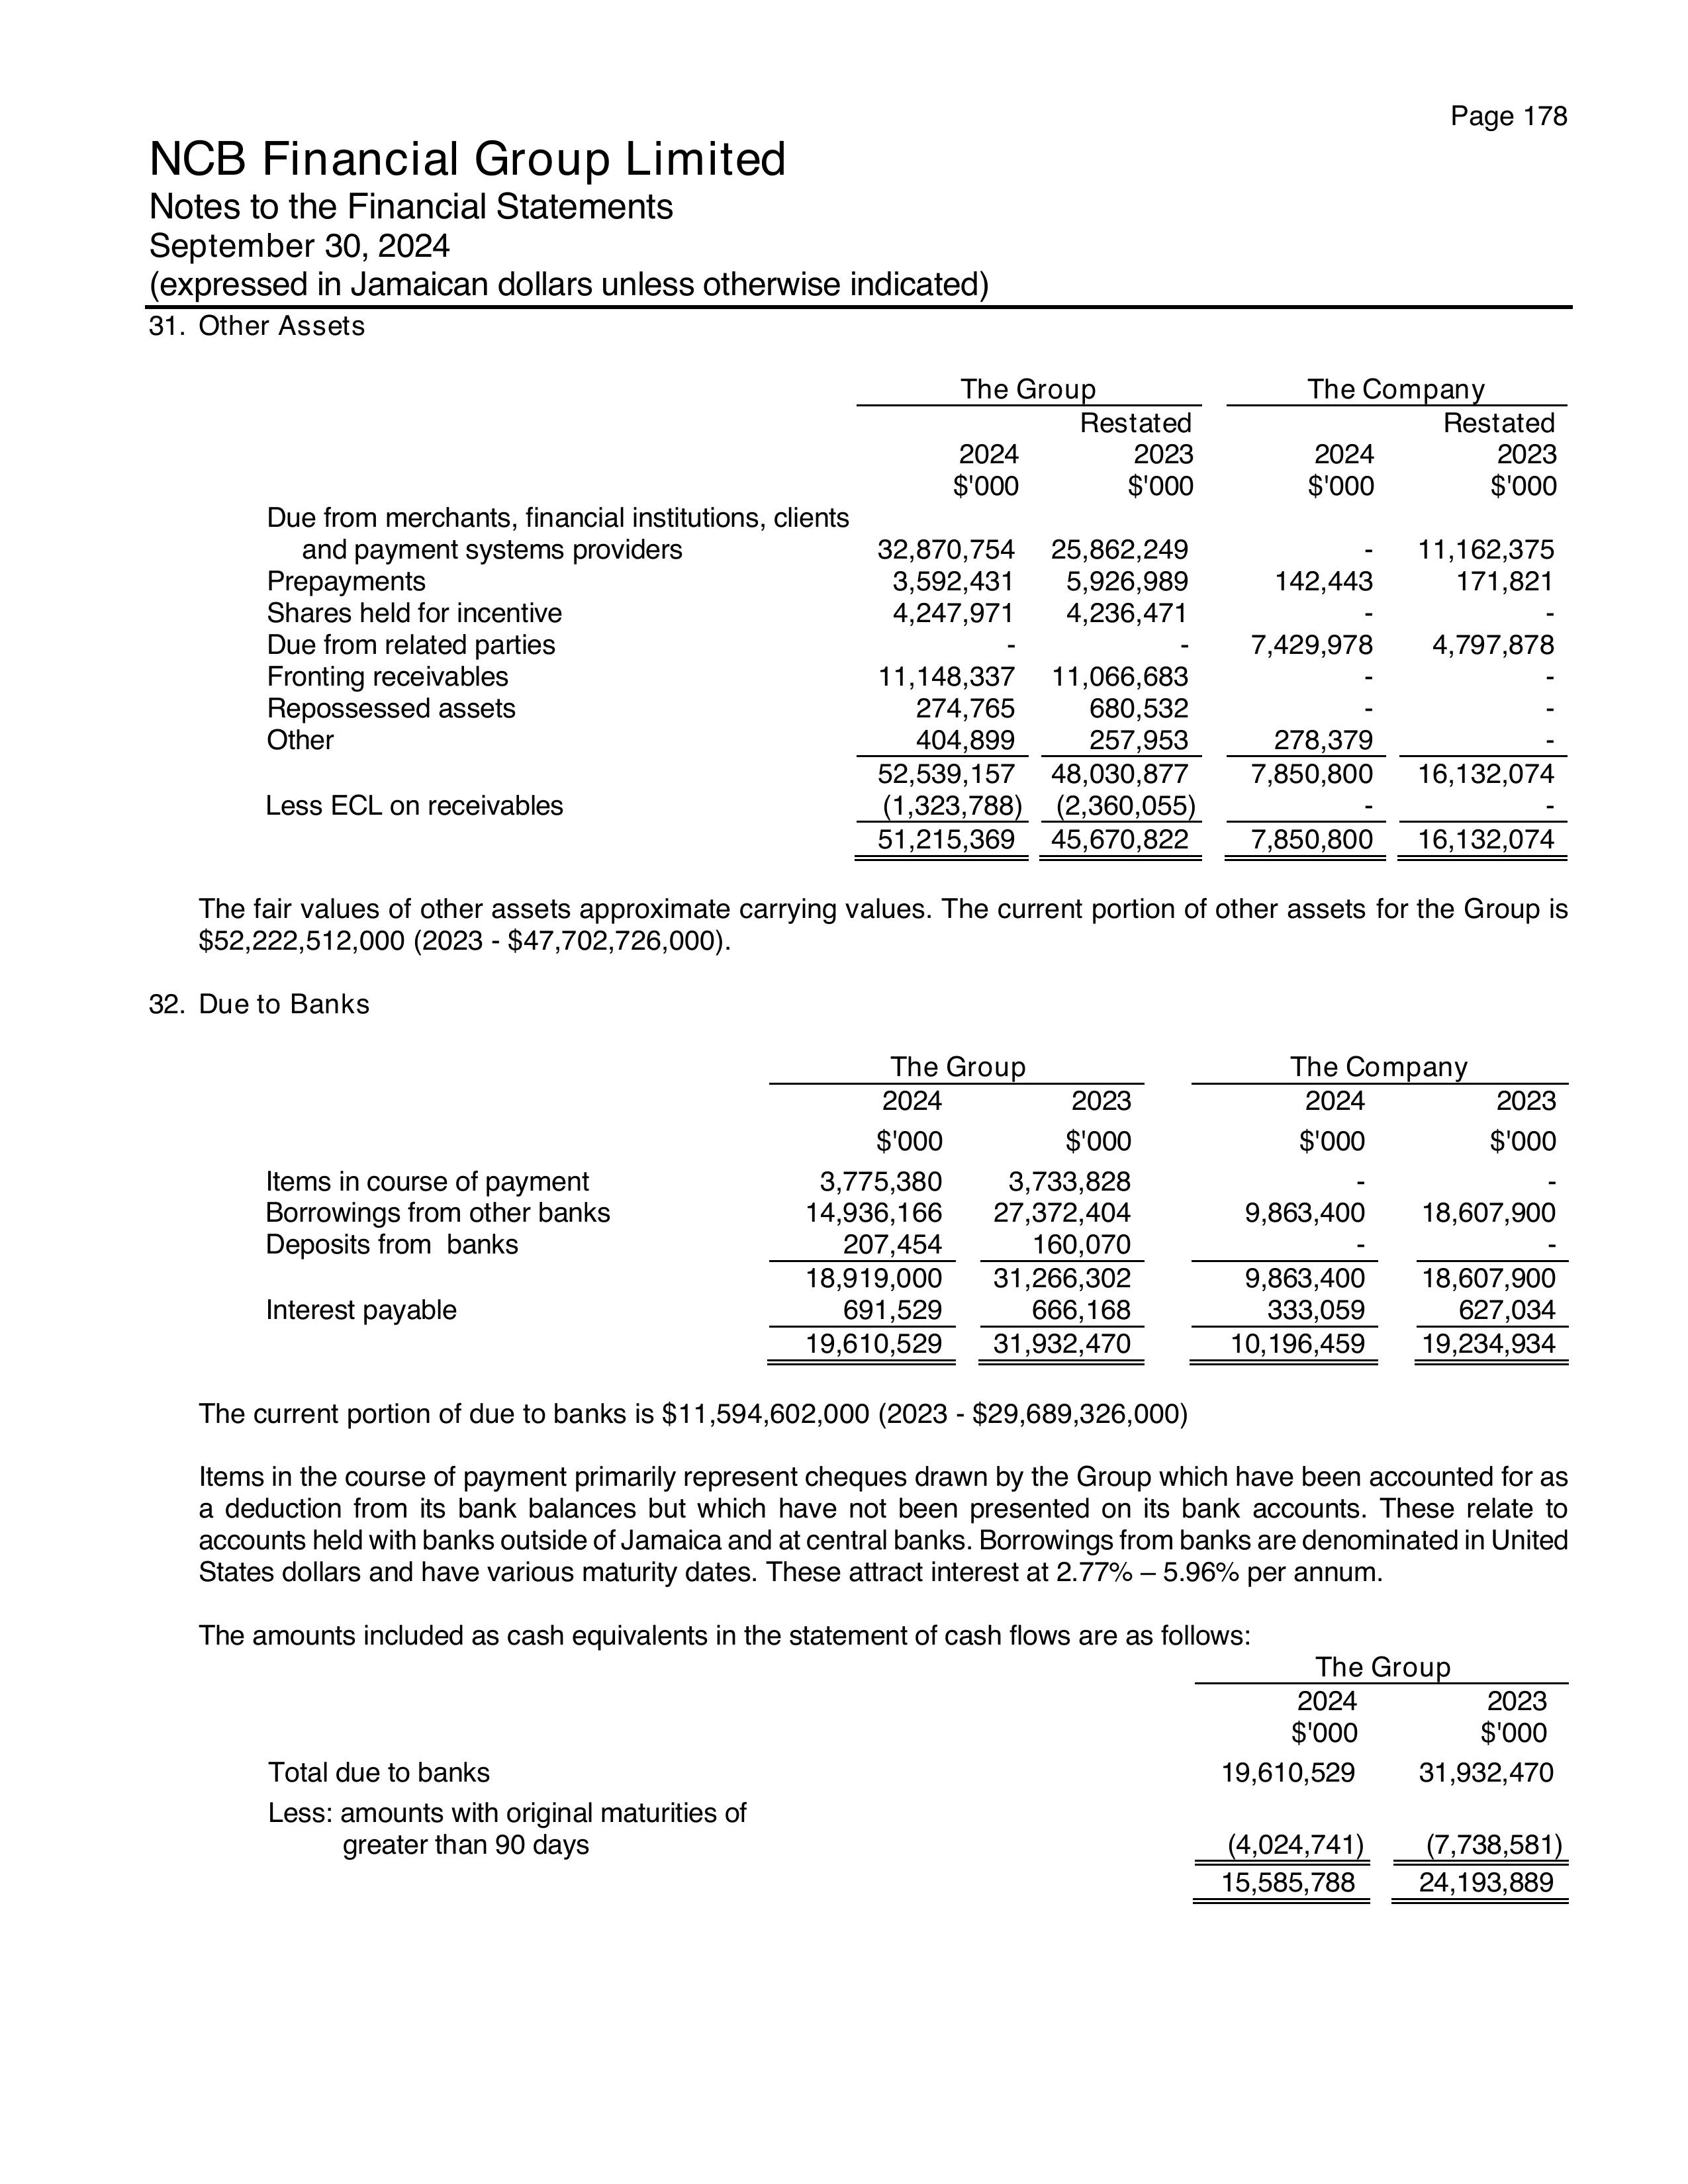 Page 178
NCB Financial Group Limited
Notes to the Financial Statements
September 30, 2024
(expressed in Jamaican dollars unless otherwise indicated)
31. Other Assets
The Group The Company
Restated Restated
2024 2023 2024 2023
$'000 $'000 $'000 $'000
Due from merchants, financial institutions, clients
and payment systems providers 32,870,754 25,862,249 - 11,162,375
Prepayments 3,592,431 5,926,989 142,443 171,821
Shares held for incentive 4,247,971 4,236,471 - -
Due from related parties - - 7,429,978 4,797,878
Fronting receivables 11,148,337 11,066,683 - -
Repossessed assets 274,765 680,532 - -
Other 404,899 257,953 278,379 -
52,539,157 48,030,877 7,850,800 16,132,074
Less ECL on receivables (1,323,788) (2,360,055) - -
51,215,369 45,670,822 7,850,800 16,132,074
The fair values of other assets approximate carrying values. The current portion of other assets for the Group is
$52,222,512,000 (2023 - $47,702,726,000).
32. Due to Banks
The Group The Company
2024 2023 2024 2023
$'000 $'000 $'000 $'000
Items in course of payment 3,775,380 3,733,828 - -
Borrowings from other banks 14,936,166 27,372,404 9,863,400 18,607,900
Deposits from banks 207,454 160,070 - -
18,919,000 31,266,302 9,863,400 18,607,900
Interest payable 691,529 666,168 333,059 627,034
19,610,529 31,932,470 10,196,459 19,234,934
The current portion of due to banks is $11,594,602,000 (2023 - $29,689,326,000)
Items in the course of payment primarily represent cheques drawn by the Group which have been accounted for as
a deduction from its bank balances but which have not been presented on its bank accounts. These relate to
accounts held with banks outside of Jamaica and at central banks. Borrowings from banks are denominated in United
States dollars and have various maturity dates. These attract interest at 2.77% – 5.96% per annum.
The amounts included as cash equivalents in the statement of cash flows are as follows:
The Group
2024 2023
$'000 $'000
Total due to banks 19,610,529 31,932,470
Less: amounts with original maturities of
greater than 90 days (4,024,741) (7,738,581)
15,585,788 24,193,889